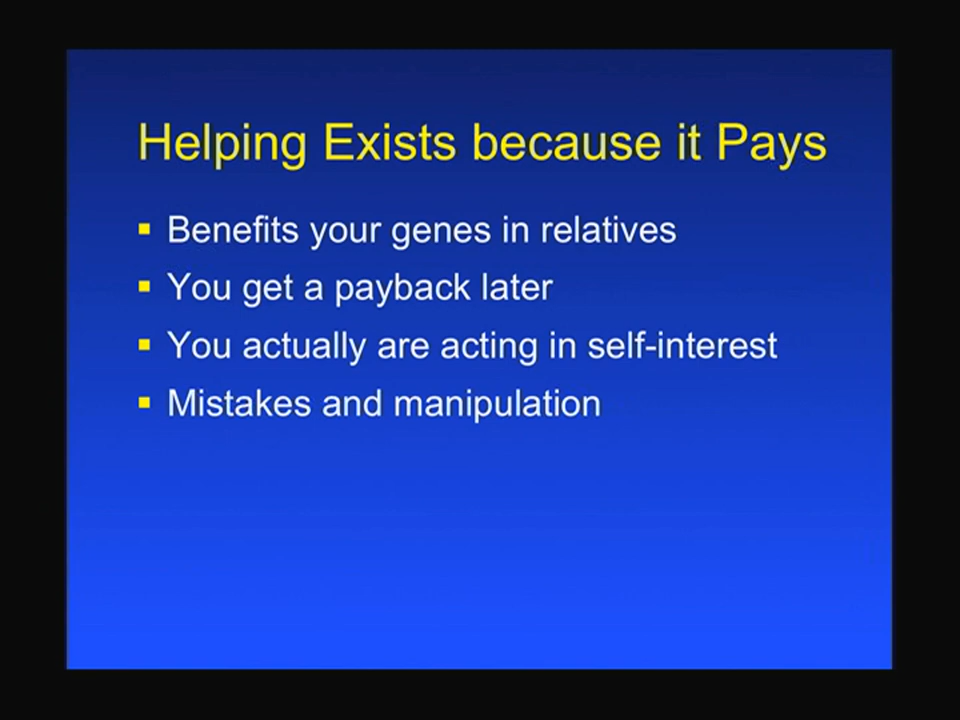 Helping Exists because it Pays
Benefits your genes in relatives
You get a payback later
You actually are acting in self-interest
Mistakes and manipulation